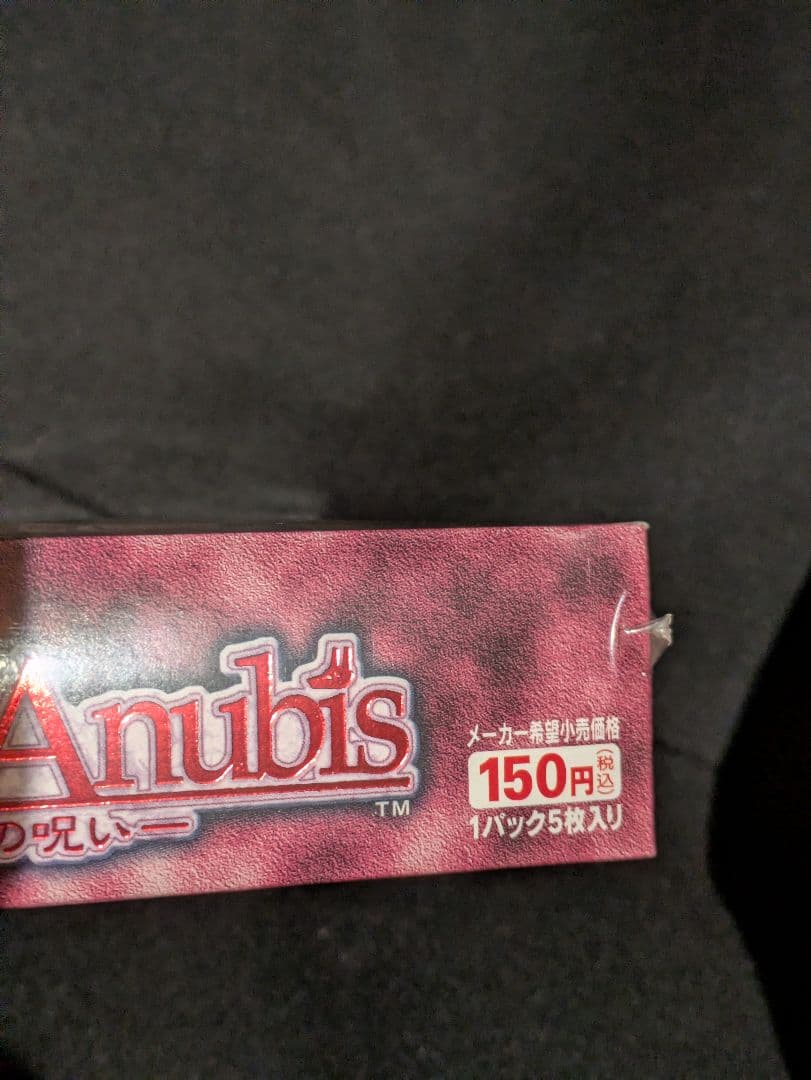 Anubis
TM
の呪いー
メーカー希望小売価格
150円(税込)
1パック5枚入り